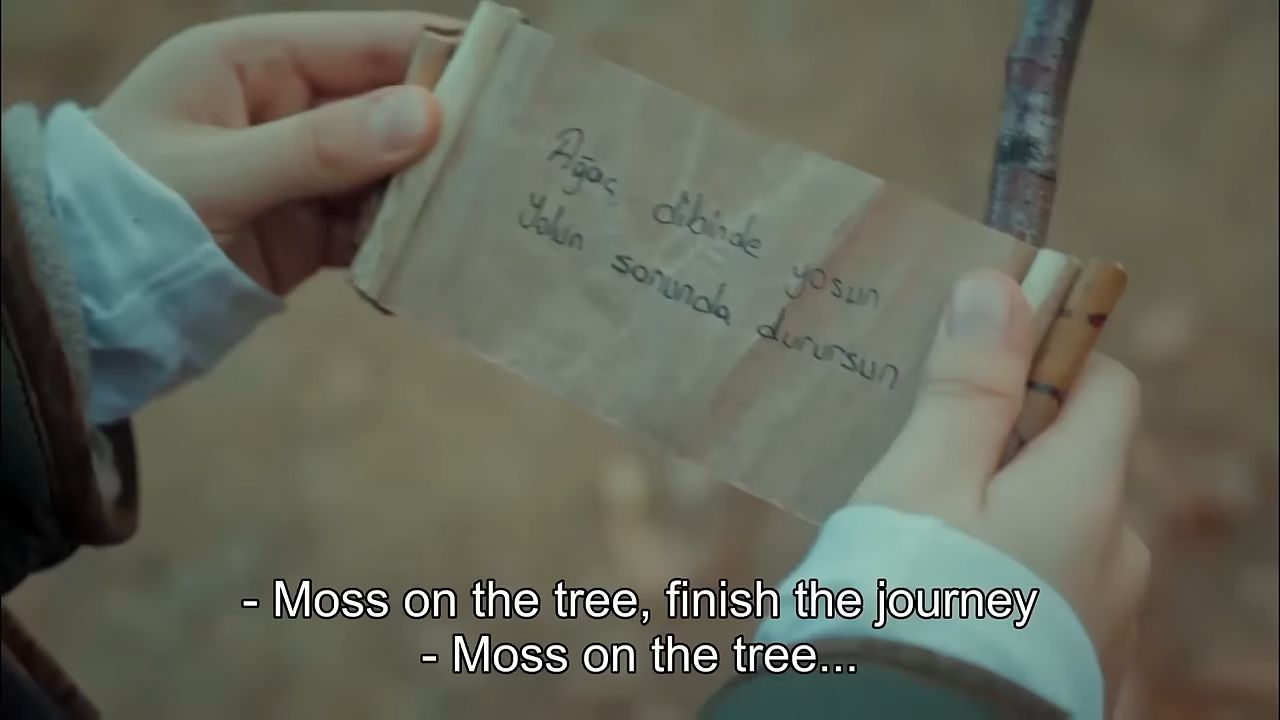 Ağaç dibinde yosun
Yolun sonunda durursun
- Moss on the tree, finish the journey
- Moss on the tree...